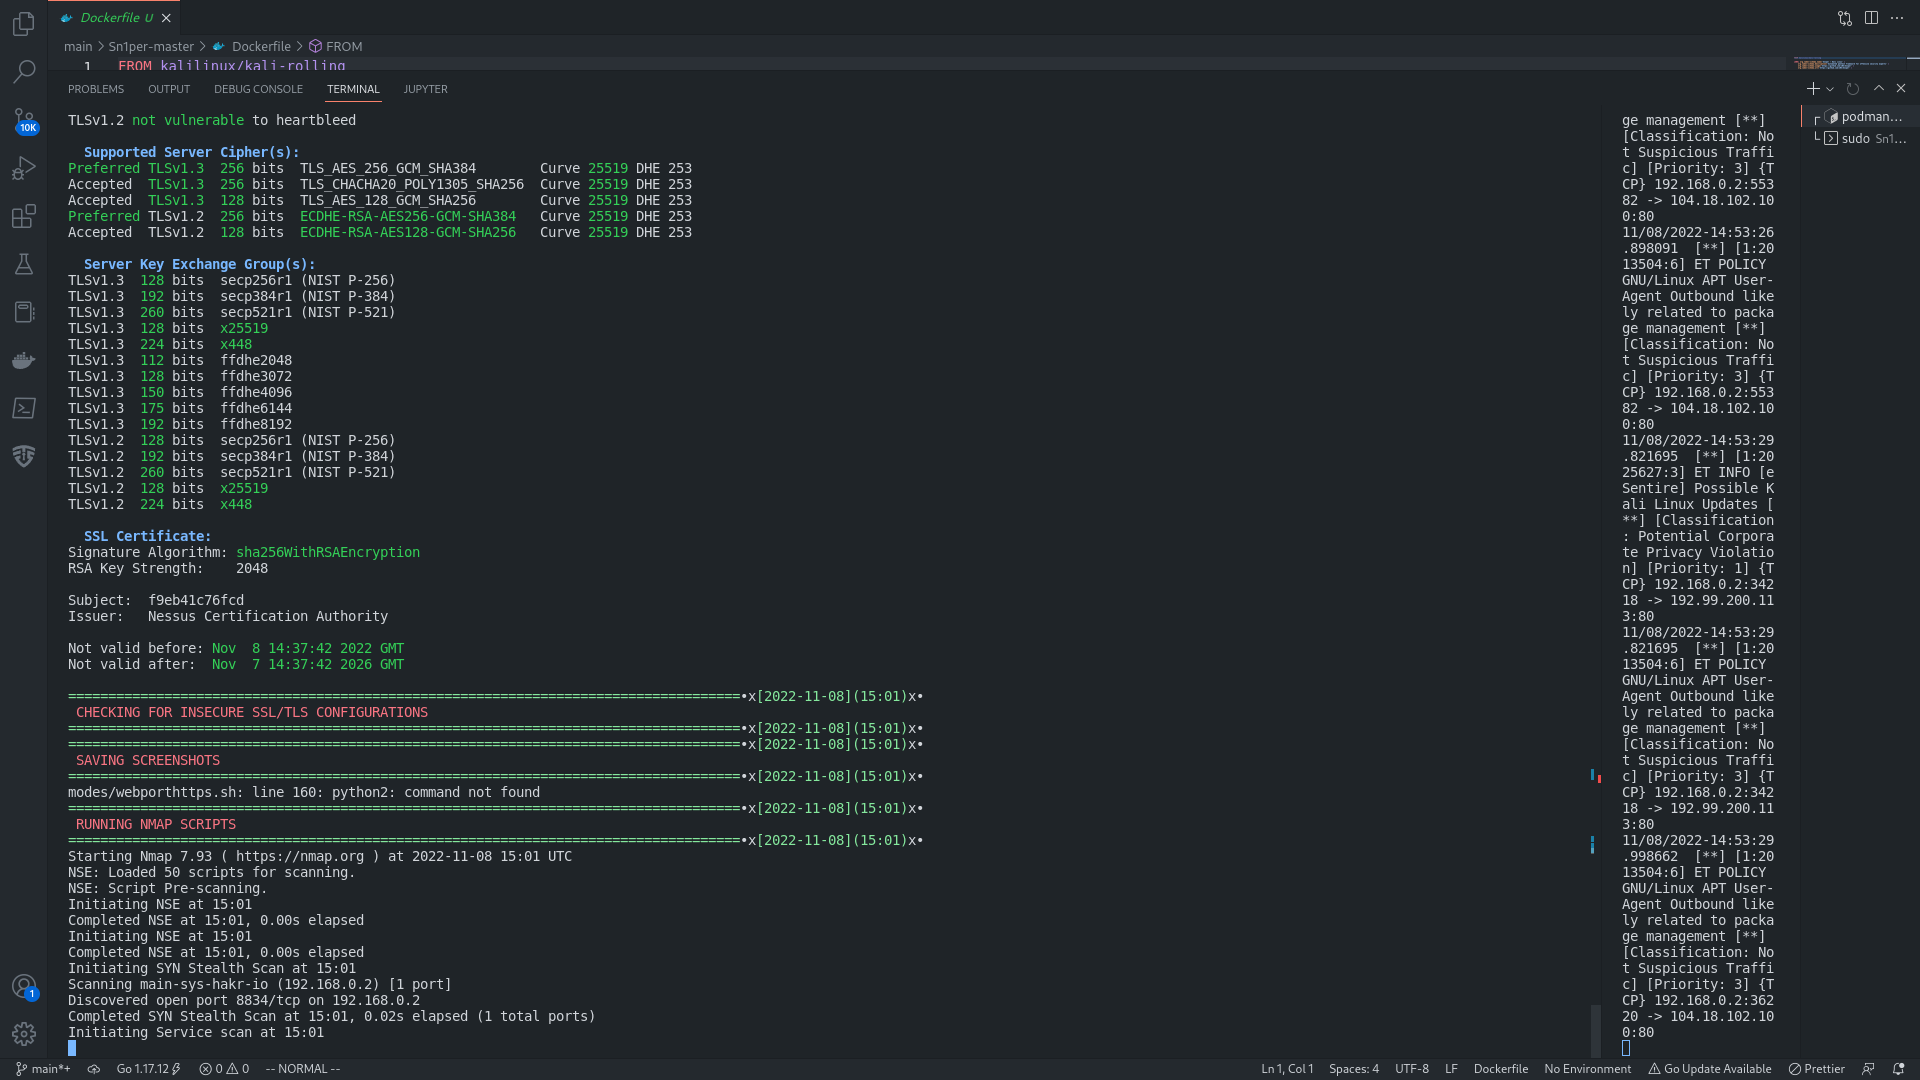 Dockerfile U
main > Sn1per-master > Dockerfile > FROM
1 FROM kalilinux/kali-rolling
PROBLEMS OUTPUT DEBUG CONSOLE TERMINAL JUPYTER
TLSv1.2 not vulnerable to heartbleed
Supported Server Cipher(s):
Preferred TLSv1.3  256 bits  TLS_AES_256_GCM_SHA384        Curve 25519 DHE 253
Accepted  TLSv1.3  256 bits  TLS_CHACHA20_POLY1305_SHA256  Curve 25519 DHE 253
Accepted  TLSv1.3  128 bits  TLS_AES_128_GCM_SHA256        Curve 25519 DHE 253
Preferred TLSv1.2  256 bits  ECDHE-RSA-AES256-GCM-SHA384   Curve 25519 DHE 253
Accepted  TLSv1.2  128 bits  ECDHE-RSA-AES128-GCM-SHA256   Curve 25519 DHE 253
Server Key Exchange Group(s):
TLSv1.3  128 bits  secp256r1 (NIST P-256)
TLSv1.3  192 bits  secp384r1 (NIST P-384)
TLSv1.3  260 bits  secp521r1 (NIST P-521)
TLSv1.3  128 bits  x25519
TLSv1.3  224 bits  x448
TLSv1.3  112 bits  ffdhe2048
TLSv1.3  128 bits  ffdhe3072
TLSv1.3  150 bits  ffdhe4096
TLSv1.3  175 bits  ffdhe6144
TLSv1.3  192 bits  ffdhe8192
TLSv1.2  128 bits  secp256r1 (NIST P-256)
TLSv1.2  192 bits  secp384r1 (NIST P-384)
TLSv1.2  260 bits  secp521r1 (NIST P-521)
TLSv1.2  128 bits  x25519
TLSv1.2  224 bits  x448
SSL Certificate:
Signature Algorithm: sha256WithRSAEncryption
RSA Key Strength:    2048
Subject:  f9eb41c76fcd
Issuer:   Nessus Certification Authority
Not valid before: Nov  8 14:37:42 2022 GMT
Not valid after:  Nov  7 14:37:42 2026 GMT
====================================================================================•x[2022-11-08](15:01)x•
CHECKING FOR INSECURE SSL/TLS CONFIGURATIONS
====================================================================================•x[2022-11-08](15:01)x•
====================================================================================•x[2022-11-08](15:01)x•
SAVING SCREENSHOTS
====================================================================================•x[2022-11-08](15:01)x•
modes/webporthttps.sh: line 160: python2: command not found
====================================================================================•x[2022-11-08](15:01)x•
RUNNING NMAP SCRIPTS
====================================================================================•x[2022-11-08](15:01)x•
Starting Nmap 7.93 ( https://nmap.org ) at 2022-11-08 15:01 UTC
NSE: Loaded 50 scripts for scanning.
NSE: Script Pre-scanning.
Initiating NSE at 15:01
Completed NSE at 15:01, 0.00s elapsed
Initiating NSE at 15:01
Completed NSE at 15:01, 0.00s elapsed
Initiating SYN Stealth Scan at 15:01
Scanning main-sys-hakr-io (192.168.0.2) [1 port]
Discovered open port 8834/tcp on 192.168.0.2
Completed SYN Stealth Scan at 15:01, 0.02s elapsed (1 total ports)
Initiating Service scan at 15:01
ge management [**]
[Classification: No
t Suspicious Traffi
c] [Priority: 3] {T
CP} 192.168.0.2:553
82 -> 104.18.102.10
0:80
11/08/2022-14:53:26
.898091  [**] [1:20
13504:6] ET POLICY
GNU/Linux APT User-
Agent Outbound like
ly related to packa
ge management [**]
[Classification: No
t Suspicious Traffi
c] [Priority: 3] {T
CP} 192.168.0.2:553
82 -> 104.18.102.10
0:80
11/08/2022-14:53:29
.821695  [**] [1:20
25627:3] ET INFO [e
Sentire] Possible K
ali Linux Updates [
**] [Classification
: Potential Corpora
te Privacy Violatio
n] [Priority: 1] {T
CP} 192.168.0.2:342
18 -> 192.99.200.11
3:80
11/08/2022-14:53:29
.821695  [**] [1:20
13504:6] ET POLICY
GNU/Linux APT User-
Agent Outbound like
ly related to packa
ge management [**]
[Classification: No
t Suspicious Traffi
c] [Priority: 3] {T
CP} 192.168.0.2:342
18 -> 192.99.200.11
3:80
11/08/2022-14:53:29
.998662  [**] [1:20
13504:6] ET POLICY
GNU/Linux APT User-
Agent Outbound like
ly related to packa
ge management [**]
[Classification: No
t Suspicious Traffi
c] [Priority: 3] {T
CP} 192.168.0.2:362
20 -> 104.18.102.10
0:80
podman...
sudo Sn1...
10K
1
main*+ Go 1.17.12 0 0 -- NORMAL -- Ln 1, Col 1 Spaces: 4 UTF-8 LF Dockerfile No Environment Go Update Available Prettier